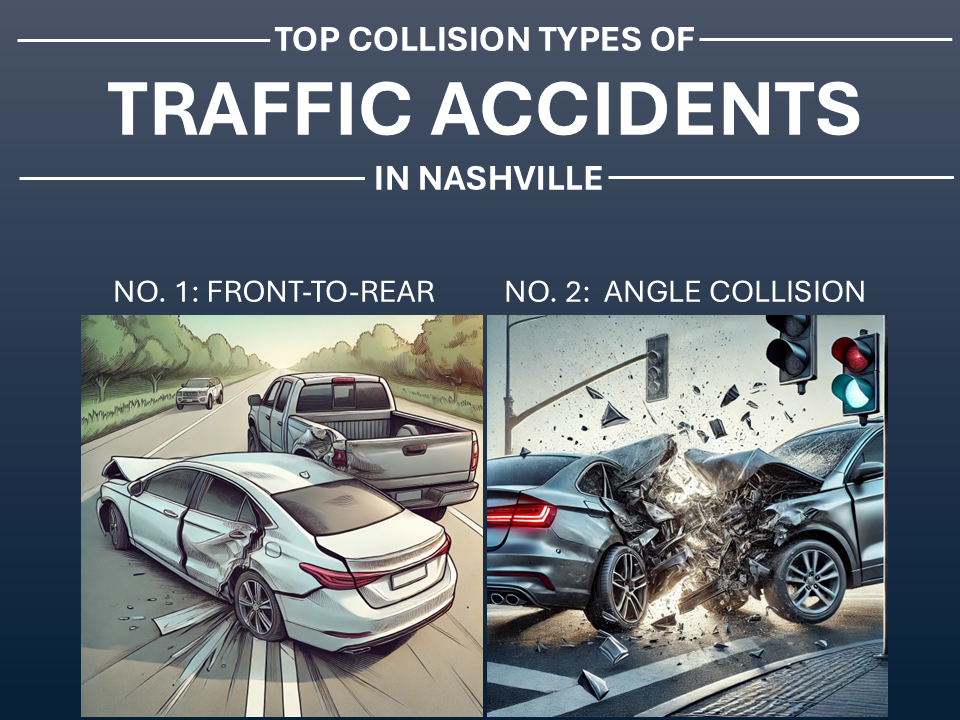 TOP COLLISION TYPES OF
TRAFFIC ACCIDENTS
IN NASHVILLE
NO. 1: FRONT-TO-REAR
NO. 2: ANGLE COLLISION